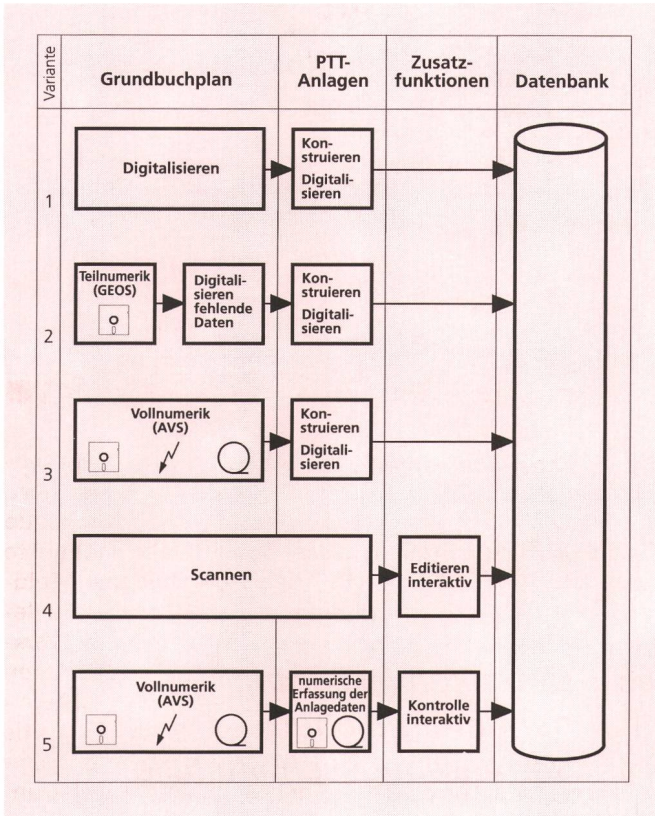 Variante
Grundbuchplan
PTT-
Anlagen
Zusatz-
funktionen
Datenbank
1
Digitalisieren
Kon-
struieren
Digitali-
sieren
2
Teilnumerik
(GEOS)
Digitali-
sieren
fehlende
Daten
Kon-
struieren
Digitali-
sieren
3
Vollnumerik
(AVS)
Kon-
struieren
Digitali-
sieren
4
Scannen
Editieren
interaktiv
5
Vollnumerik
(AVS)
numerische
Erfassung der
Anlagedaten
Kontrolle
interaktiv